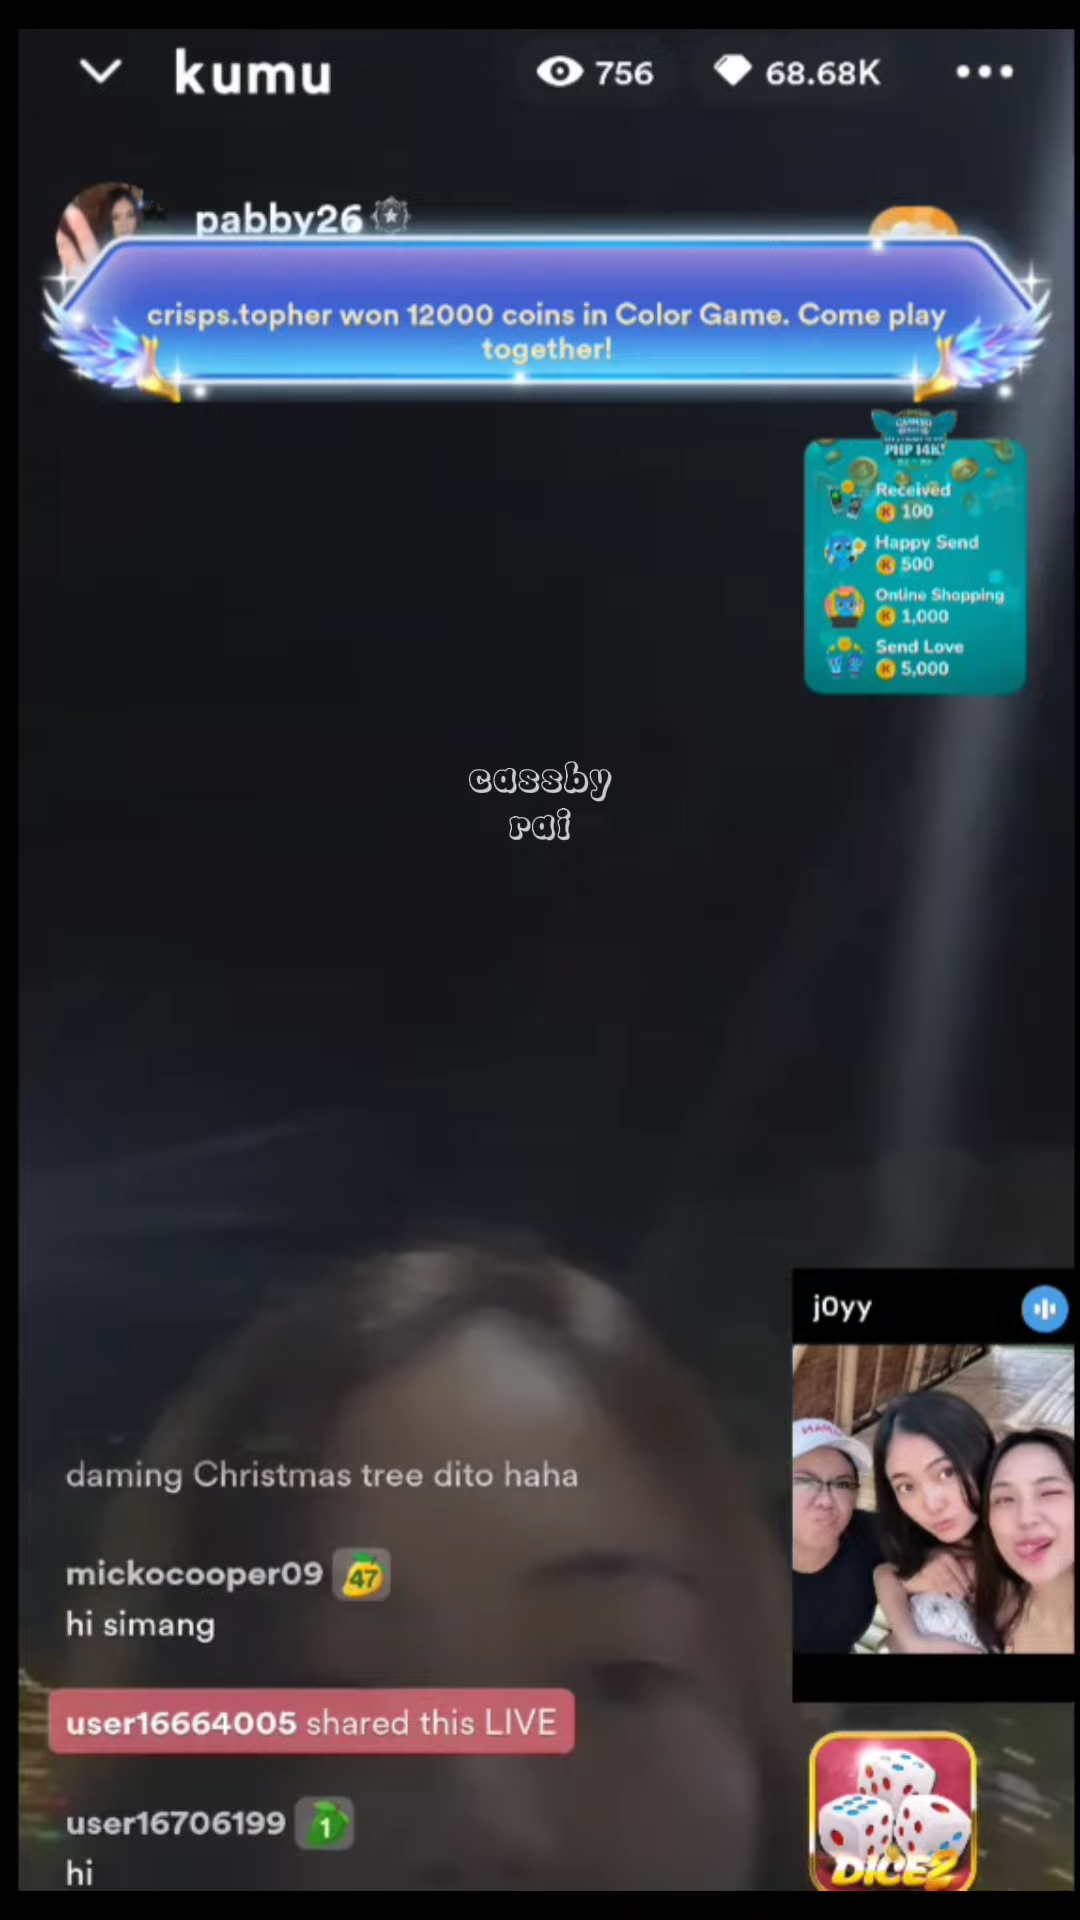 kumu 756 68.68K
pabby26
crisps.topher won 12000 coins in Color Game. Come play
together!
PHP 14K!
Received
K 100
Happy Send
K 500
Online Shopping
K 1,000
Send Love
K 5,000
cassby
rai
j0yy
daming Christmas tree dito haha
mickocooper09 47
hi simang
user16664005 shared this LIVE
user16706199 1
hi
DICE2